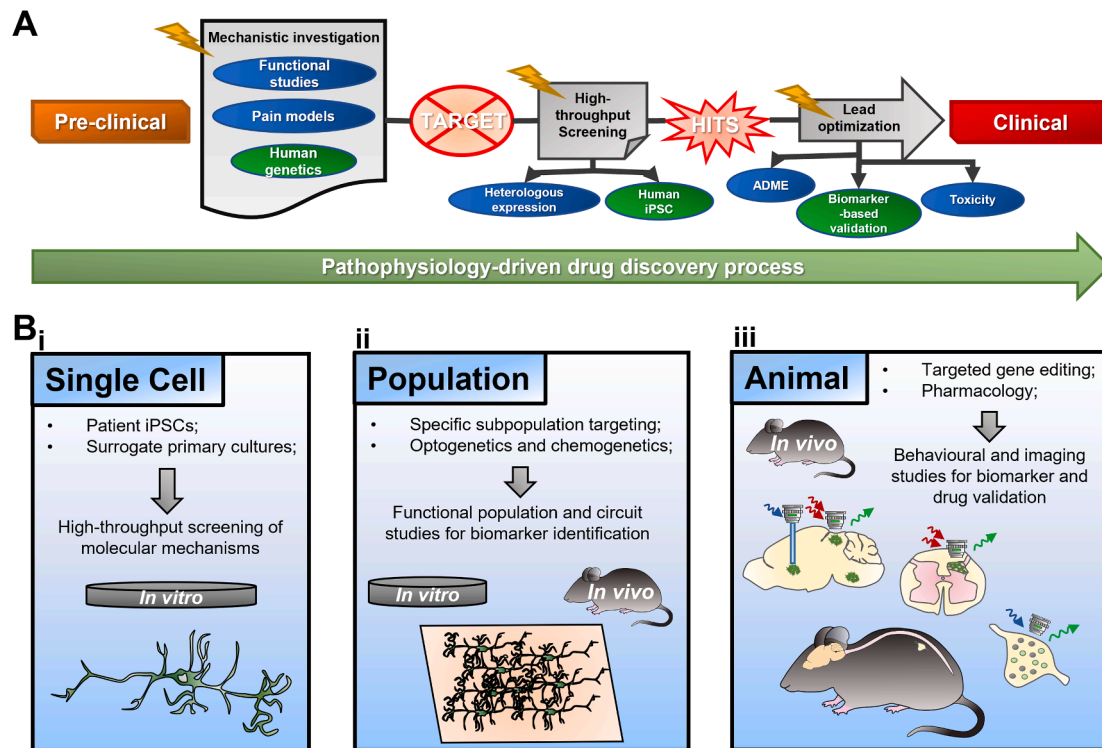 A
Mechanistic investigation
Functional
studies
Pain models
Human
genetics
Pre-clinical
TARGET
High-
throughput
Screening
Heterologous
expression
Human
iPSC
HITS
Lead
optimization
ADME
Biomarker
-based
validation
Toxicity
Clinical
Pathophysiology-driven drug discovery process
B
i
Single Cell
• Patient iPSCs;
• Surrogate primary cultures;
High-throughput screening of
molecular mechanisms
In vitro
ii
Population
• Specific subpopulation targeting;
• Optogenetics and chemogenetics;
Functional population and circuit
studies for biomarker identification
In vitro
In vivo
iii
Animal
• Targeted gene editing;
• Pharmacology;
In vivo
Behavioural and imaging
studies for biomarker and
drug validation